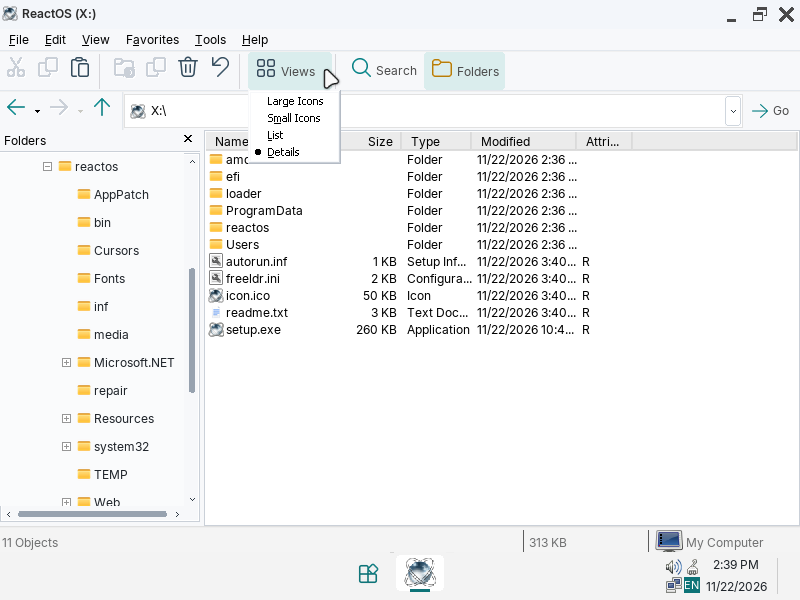 ReactOS (X:)
File Edit View Favorites Tools Help
Views Search Folders
X:\ Go
Large Icons
Small Icons
List
Details
Folders
reactos
AppPatch
bin
Cursors
Fonts
inf
media
Microsoft.NET
repair
Resources
system32
TEMP
Web
Name Size Type Modified Attri...
Folder 11/22/2026 2:36 ...
efi Folder 11/22/2026 2:36 ...
loader Folder 11/22/2026 2:36 ...
ProgramData Folder 11/22/2026 2:36 ...
reactos Folder 11/22/2026 2:36 ...
Users Folder 11/22/2026 2:36 ...
autorun.inf 1 KB Setup Inf... 11/22/2026 3:40... R
freeldr.ini 2 KB Configura... 11/22/2026 3:40... R
icon.ico 50 KB Icon 11/22/2026 3:40... R
readme.txt 3 KB Text Doc... 11/22/2026 3:40... R
setup.exe 260 KB Application 11/22/2026 10:4... R
11 Objects 313 KB My Computer
2:39 PM
EN 11/22/2026